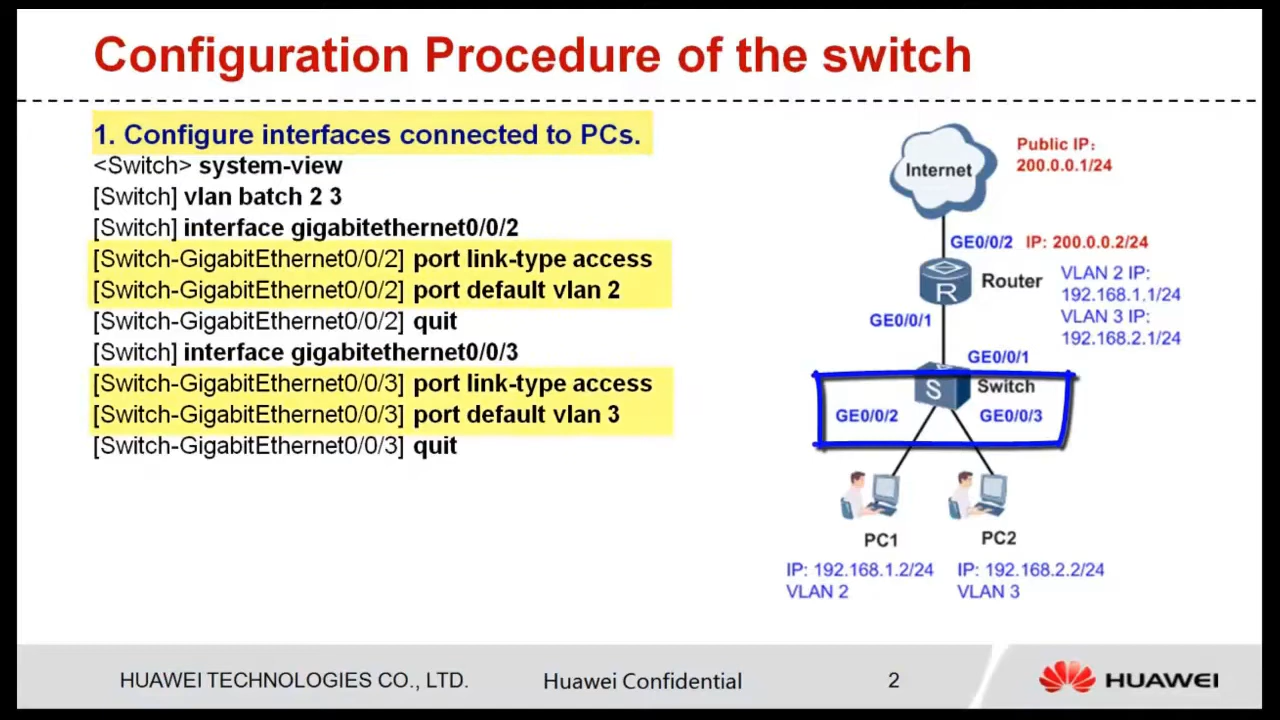 Configuration Procedure of the switch
1. Configure interfaces connected to PCs.
<Switch> system-view
[Switch] vlan batch 2 3
[Switch] interface gigabitethernet0/0/2
[Switch-GigabitEthernet0/0/2] port link-type access
[Switch-GigabitEthernet0/0/2] port default vlan 2
[Switch-GigabitEthernet0/0/2] quit
[Switch] interface gigabitethernet0/0/3
[Switch-GigabitEthernet0/0/3] port link-type access
[Switch-GigabitEthernet0/0/3] port default vlan 3
[Switch-GigabitEthernet0/0/3] quit
Internet
Public IP:
200.0.0.1/24
GE0/0/2 IP: 200.0.0.2/24
R
Router
VLAN 2 IP:
192.168.1.1/24
VLAN 3 IP:
192.168.2.1/24
GE0/0/1
GE0/0/1
S
Switch
GE0/0/2
GE0/0/3
PC1
PC2
IP: 192.168.1.2/24
VLAN 2
IP: 192.168.2.2/24
VLAN 3
HUAWEI TECHNOLOGIES CO., LTD.
Huawei Confidential
2
HUAWEI